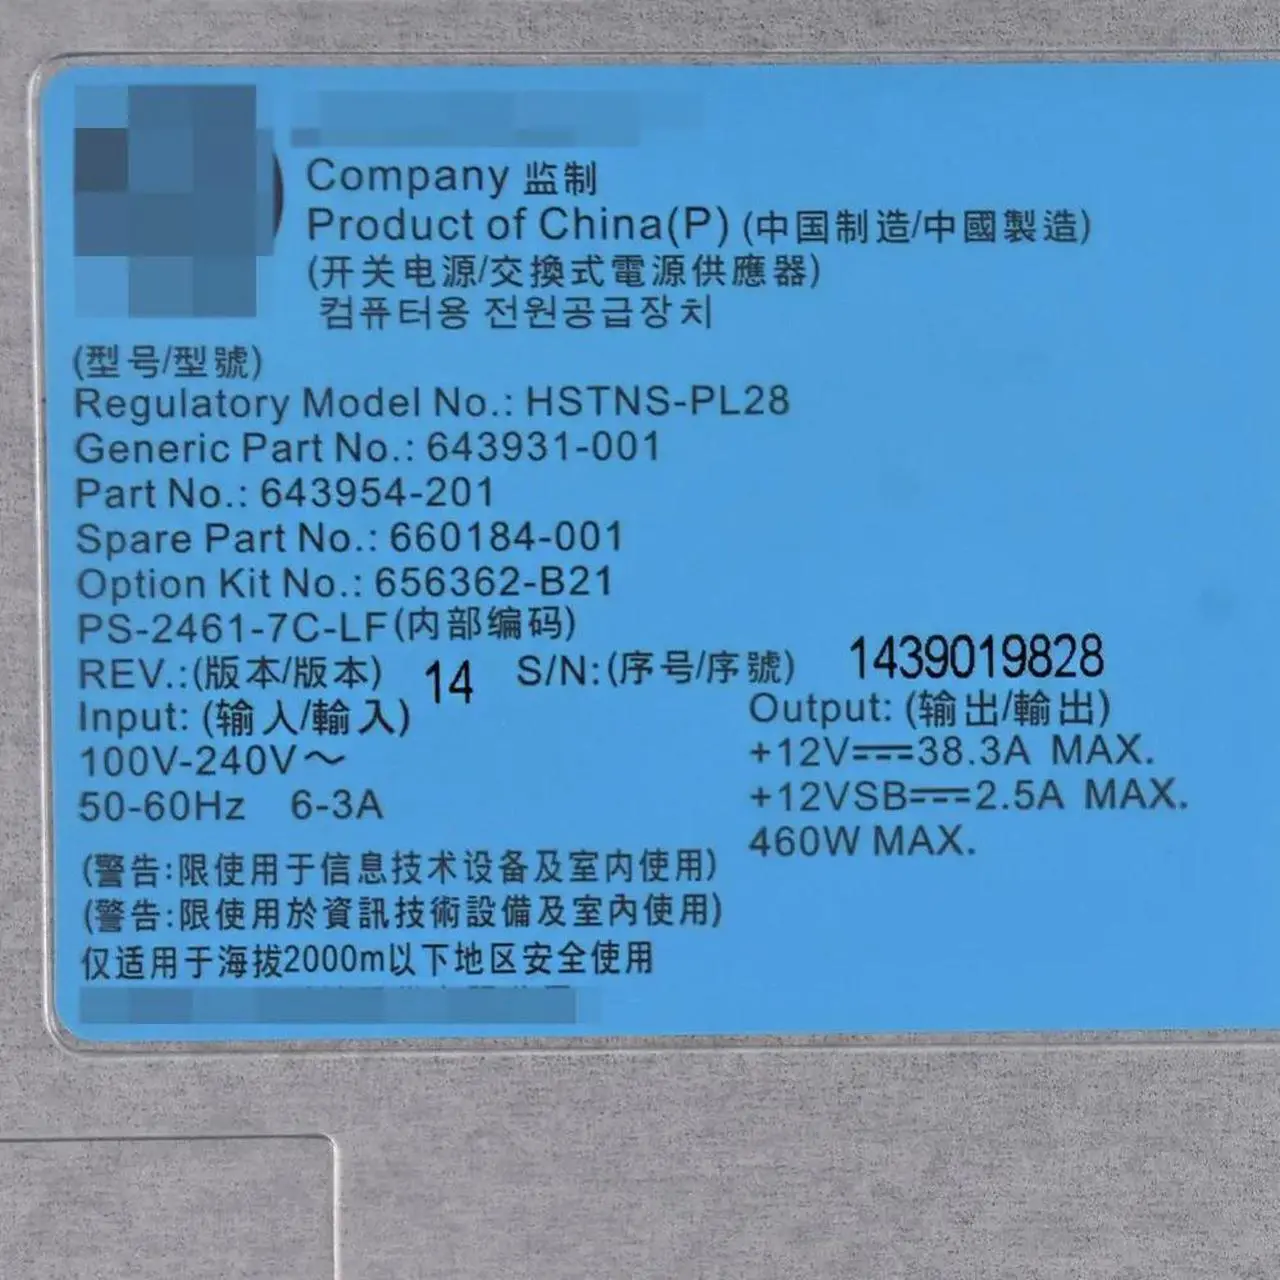 Company 监制
Product of China(P) (中国制造/中國製造)
(开关电源/交換式電源供應器)
컴퓨터용 전원공급장치
(型号/型號)
Regulatory Model No.: HSTNS-PL28
Generic Part No.: 643931-001
Part No.: 643954-201
Spare Part No.: 660184-001
Option Kit No.: 656362-B21
PS-2461-7C-LF(内部编码)
REV.:(版本/版本) 14 S/N:(序号/序號) 1439019828
Input: (输入/輸入)
100V-240V～
50-60Hz 6-3A
Output: (输出/輸出)
+12V⎓38.3A MAX.
+12VSB⎓2.5A MAX.
460W MAX.
(警告:限使用于信息技术设备及室内使用)
(警告:限使用於資訊技術設備及室內使用)
仅适用于海拔2000m以下地区安全使用